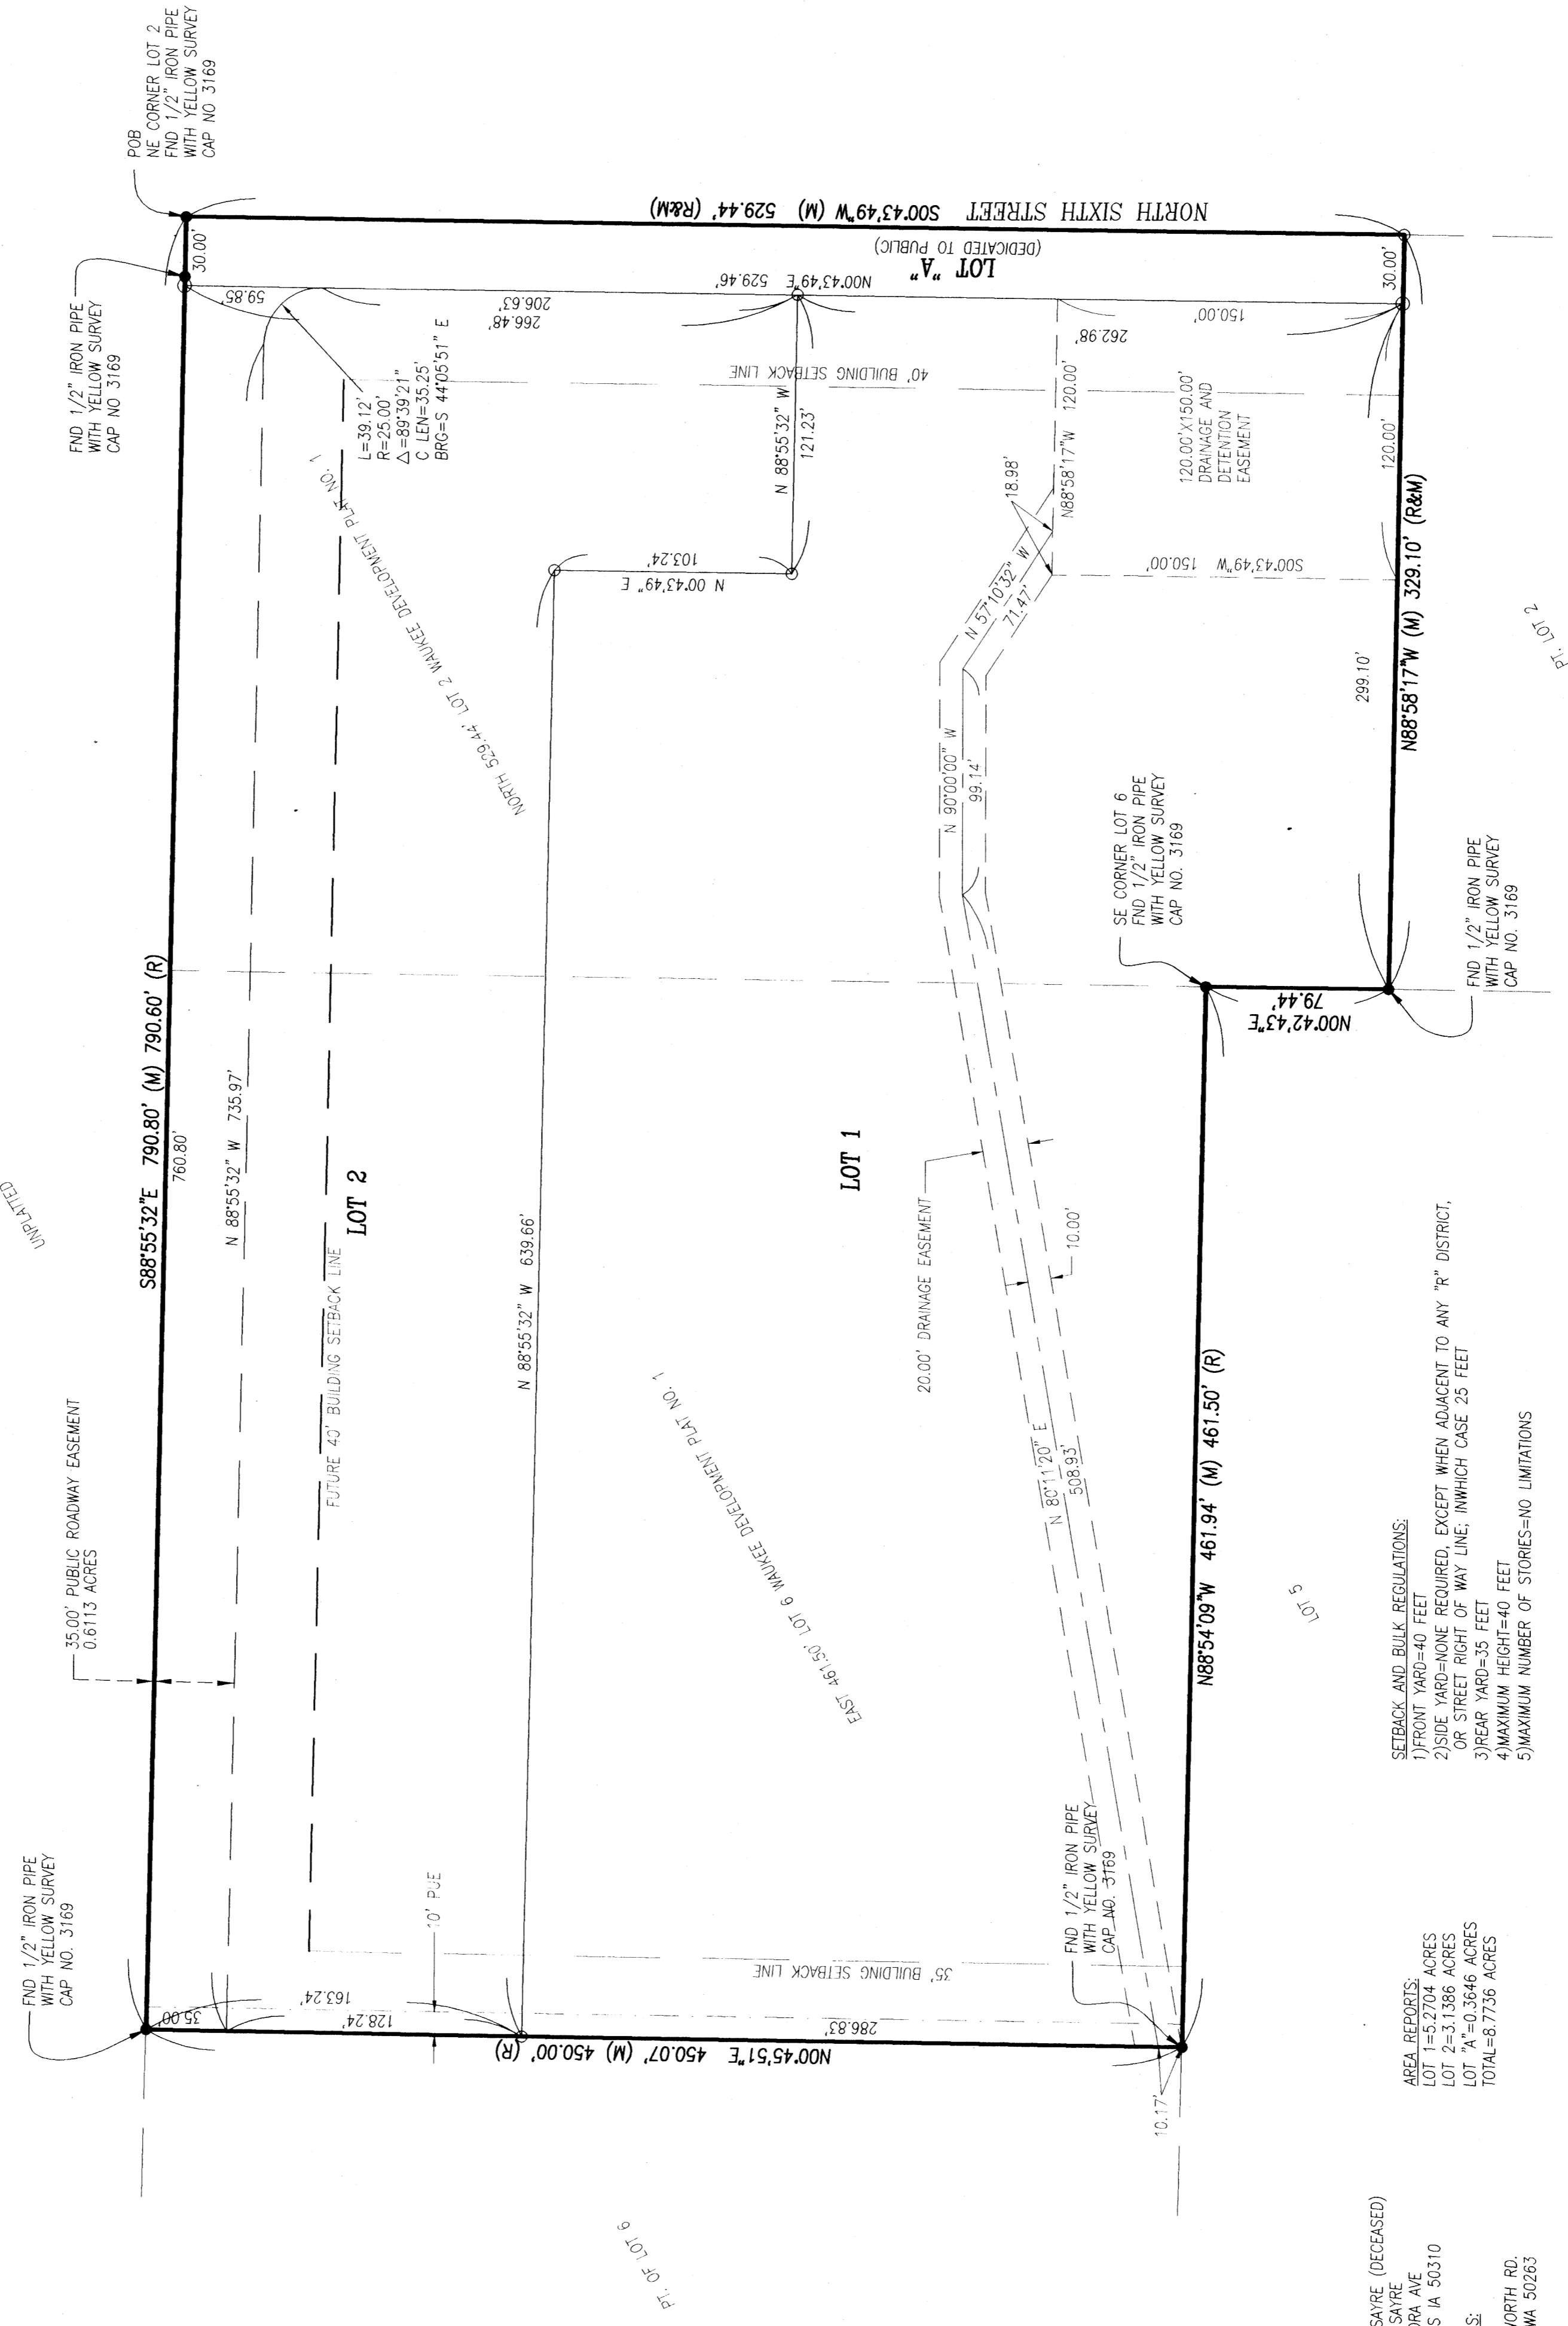 POB
NE CORNER LOT 2
FND 1/2" IRON PIPE
WITH YELLOW SURVEY
CAP NO 3169
FND 1/2" IRON PIPE
WITH YELLOW SURVEY
CAP NO 3169
FND 1/2" IRON PIPE
WITH YELLOW SURVEY
CAP NO. 3169
35.00' PUBLIC ROADWAY EASEMENT
0.6113 ACRES
UNPLATTED
S88°55'32"E 790.80' (M) 790.60' (R)
760.80'
30.00'
N 88°55'32" W 735.97'
FUTURE 40' BUILDING SETBACK LINE
LOT 2
NORTH 529.44' LOT 2 WAUKEE DEVELOPMENT PLAT NO. 1
L=39.12'
R=25.00'
△=89°39'21"
C LEN=35.25'
BRG=S 44°05'51" E
59.85'
206.63'
266.48'
N00°43'49"E 529.46'
LOT "A"
(DEDICATED TO PUBLIC)
NORTH SIXTH STREET S00°43'49"W (M) 529.44' (R&M)
40' BUILDING SETBACK LINE
N 88°55'32" W
121.23'
N 00°43'49" E
103.24'
N 88°55'32" W 639.66'
35.00'
163.24'
128.24'
10' PUE
286.83'
N00°45'51"E 450.07' (M) 450.00' (R)
35' BUILDING SETBACK LINE
PT. OF LOT 6
EAST 461.50' LOT 6 WAUKEE DEVELOPMENT PLAT NO. 1
LOT 1
20.00' DRAINAGE EASEMENT
10.00'
N 80°11'20" E
508.93'
N 90°00'00" W
99.14'
N 57°10'32" W
71.47'
18.98'
N88°58'17"W 120.00'
262.98'
150.00'
120.00'X150.00'
DRAINAGE AND
DETENTION
EASEMENT
S00°43'49"W 150.00'
120.00'
30.00'
299.10'
N88°58'17"W (M) 329.10' (R&M)
PT. LOT 2
SE CORNER LOT 6
FND 1/2" IRON PIPE
WITH YELLOW SURVEY
CAP NO. 3169
N00°42'43"E
79.44'
FND 1/2" IRON PIPE
WITH YELLOW SURVEY
CAP NO. 3169
N88°54'09"W 461.94' (M) 461.50' (R)
LOT 5
FND 1/2" IRON PIPE
WITH YELLOW SURVEY
CAP NO. 3169
10.17'
SETBACK AND BULK REGULATIONS:
1)FRONT YARD=40 FEET
2)SIDE YARD=NONE REQUIRED, EXCEPT WHEN ADJACENT TO ANY "R" DISTRICT,
OR STREET RIGHT OF WAY LINE; INWHICH CASE 25 FEET
3)REAR YARD=35 FEET
4)MAXIMUM HEIGHT=40 FEET
5)MAXIMUM NUMBER OF STORIES=NO LIMITATIONS
AREA REPORTS:
LOT 1=5.2704 ACRES
LOT 2=3.1386 ACRES
LOT "A"=0.3646 ACRES
TOTAL=8.7736 ACRES
SAYRE (DECEASED)
SAYRE
ORA AVE
S IA 50310
S:
WORTH RD.
WA 50263